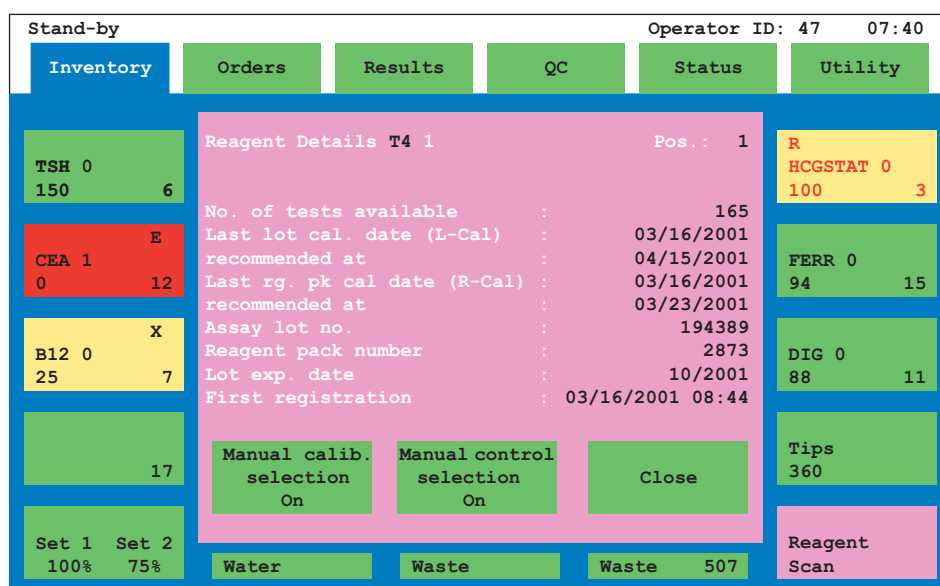 Stand-by Operator ID: 47 07:40
Inventory Orders Results QC Status Utility
TSH 0
150 6
E
CEA 1
0 12
X
B12 0
25 7
17
Set 1 Set 2
100% 75%
Reagent Details T4 1 Pos.: 1
No. of tests available : 165
Last lot cal. date (L-Cal) : 03/16/2001
recommended at : 04/15/2001
Last rg. pk cal date (R-Cal) : 03/16/2001
recommended at : 03/23/2001
Assay lot no. : 194389
Reagent pack number : 2873
Lot exp. date : 10/2001
First registration : 03/16/2001 08:44
Manual calib.
selection
On
Manual control
selection
On
Close
Water Waste Waste 507
R
HCGSTAT 0
100 3
FERR 0
94 15
DIG 0
88 11
Tips
360
Reagent
Scan